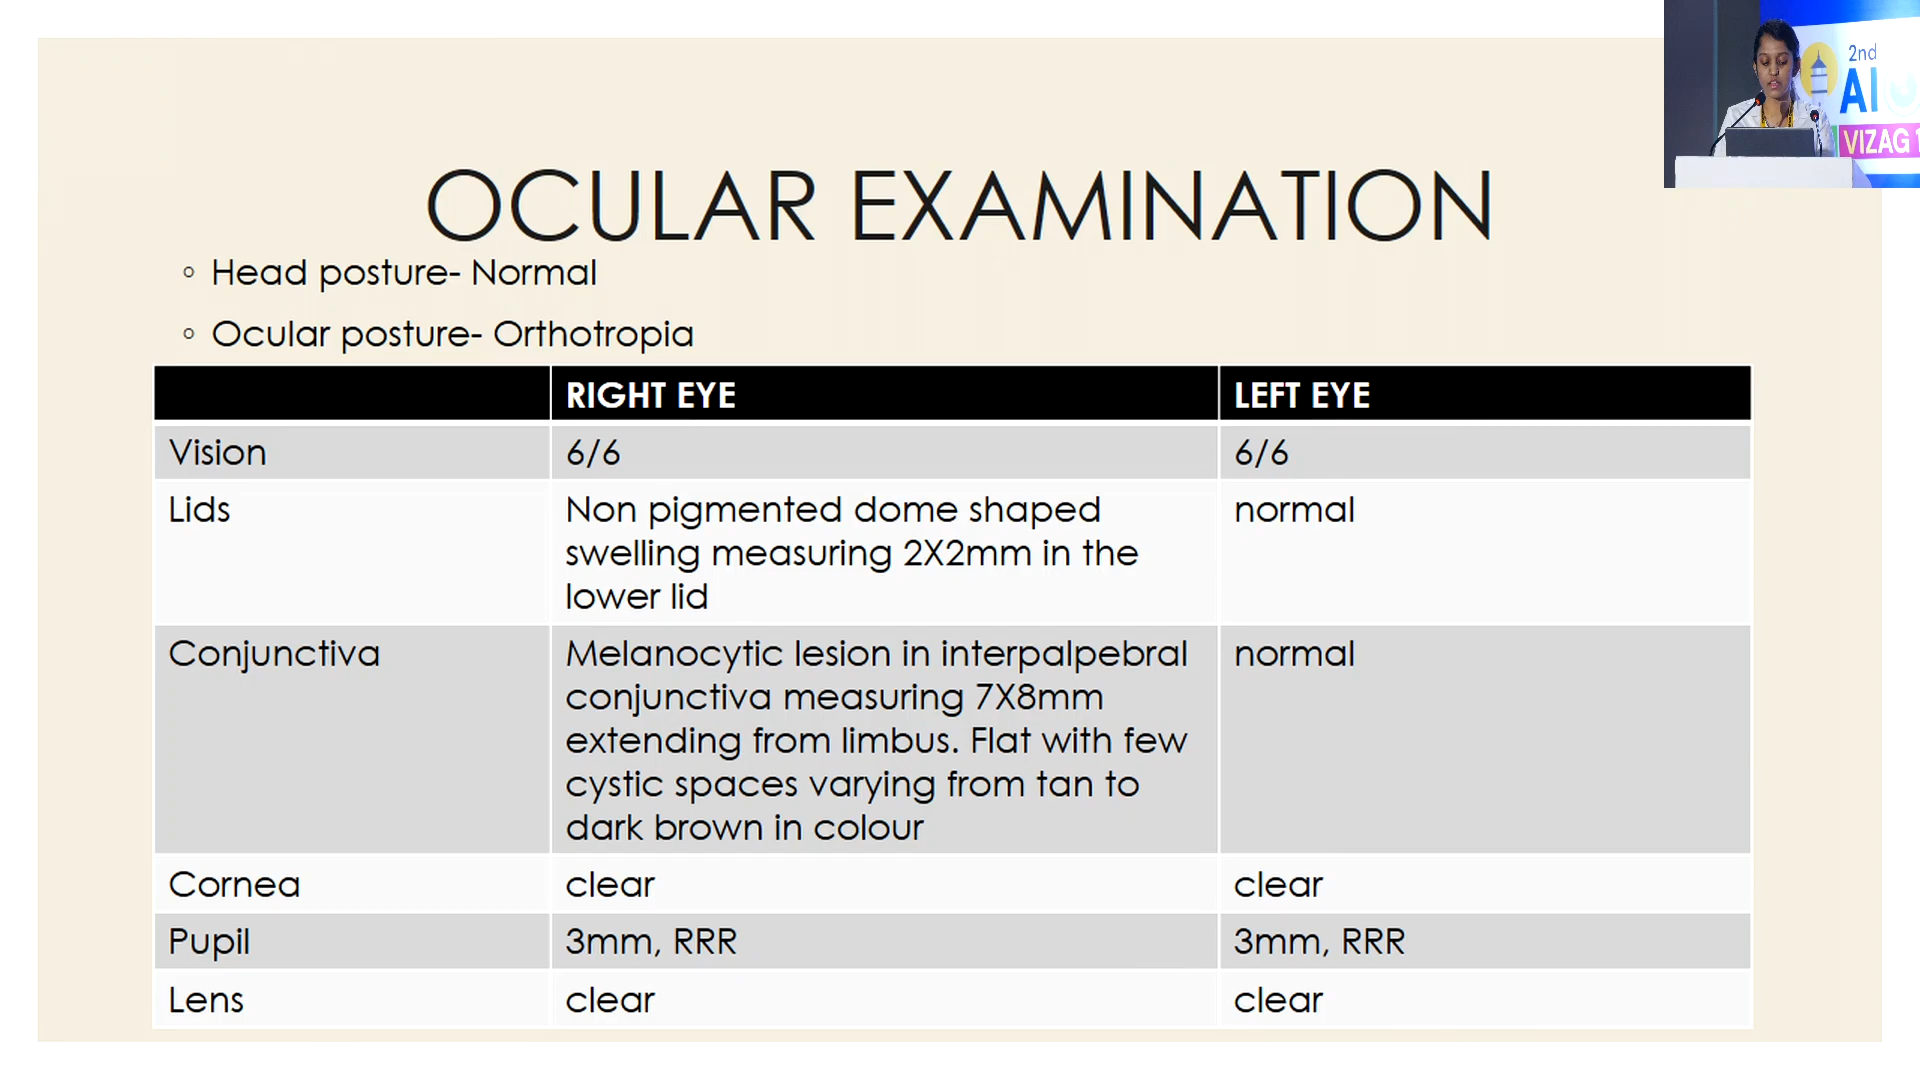 2nd
AI
VIZAG
OCULAR EXAMINATION
◦ Head posture- Normal
◦ Ocular posture- Orthotropia
RIGHT EYE LEFT EYE
Vision 6/6 6/6
Lids Non pigmented dome shaped normal
swelling measuring 2X2mm in the
lower lid
Conjunctiva Melanocytic lesion in interpalpebral normal
conjunctiva measuring 7X8mm
extending from limbus. Flat with few
cystic spaces varying from tan to
dark brown in colour
Cornea clear clear
Pupil 3mm, RRR 3mm, RRR
Lens clear clear